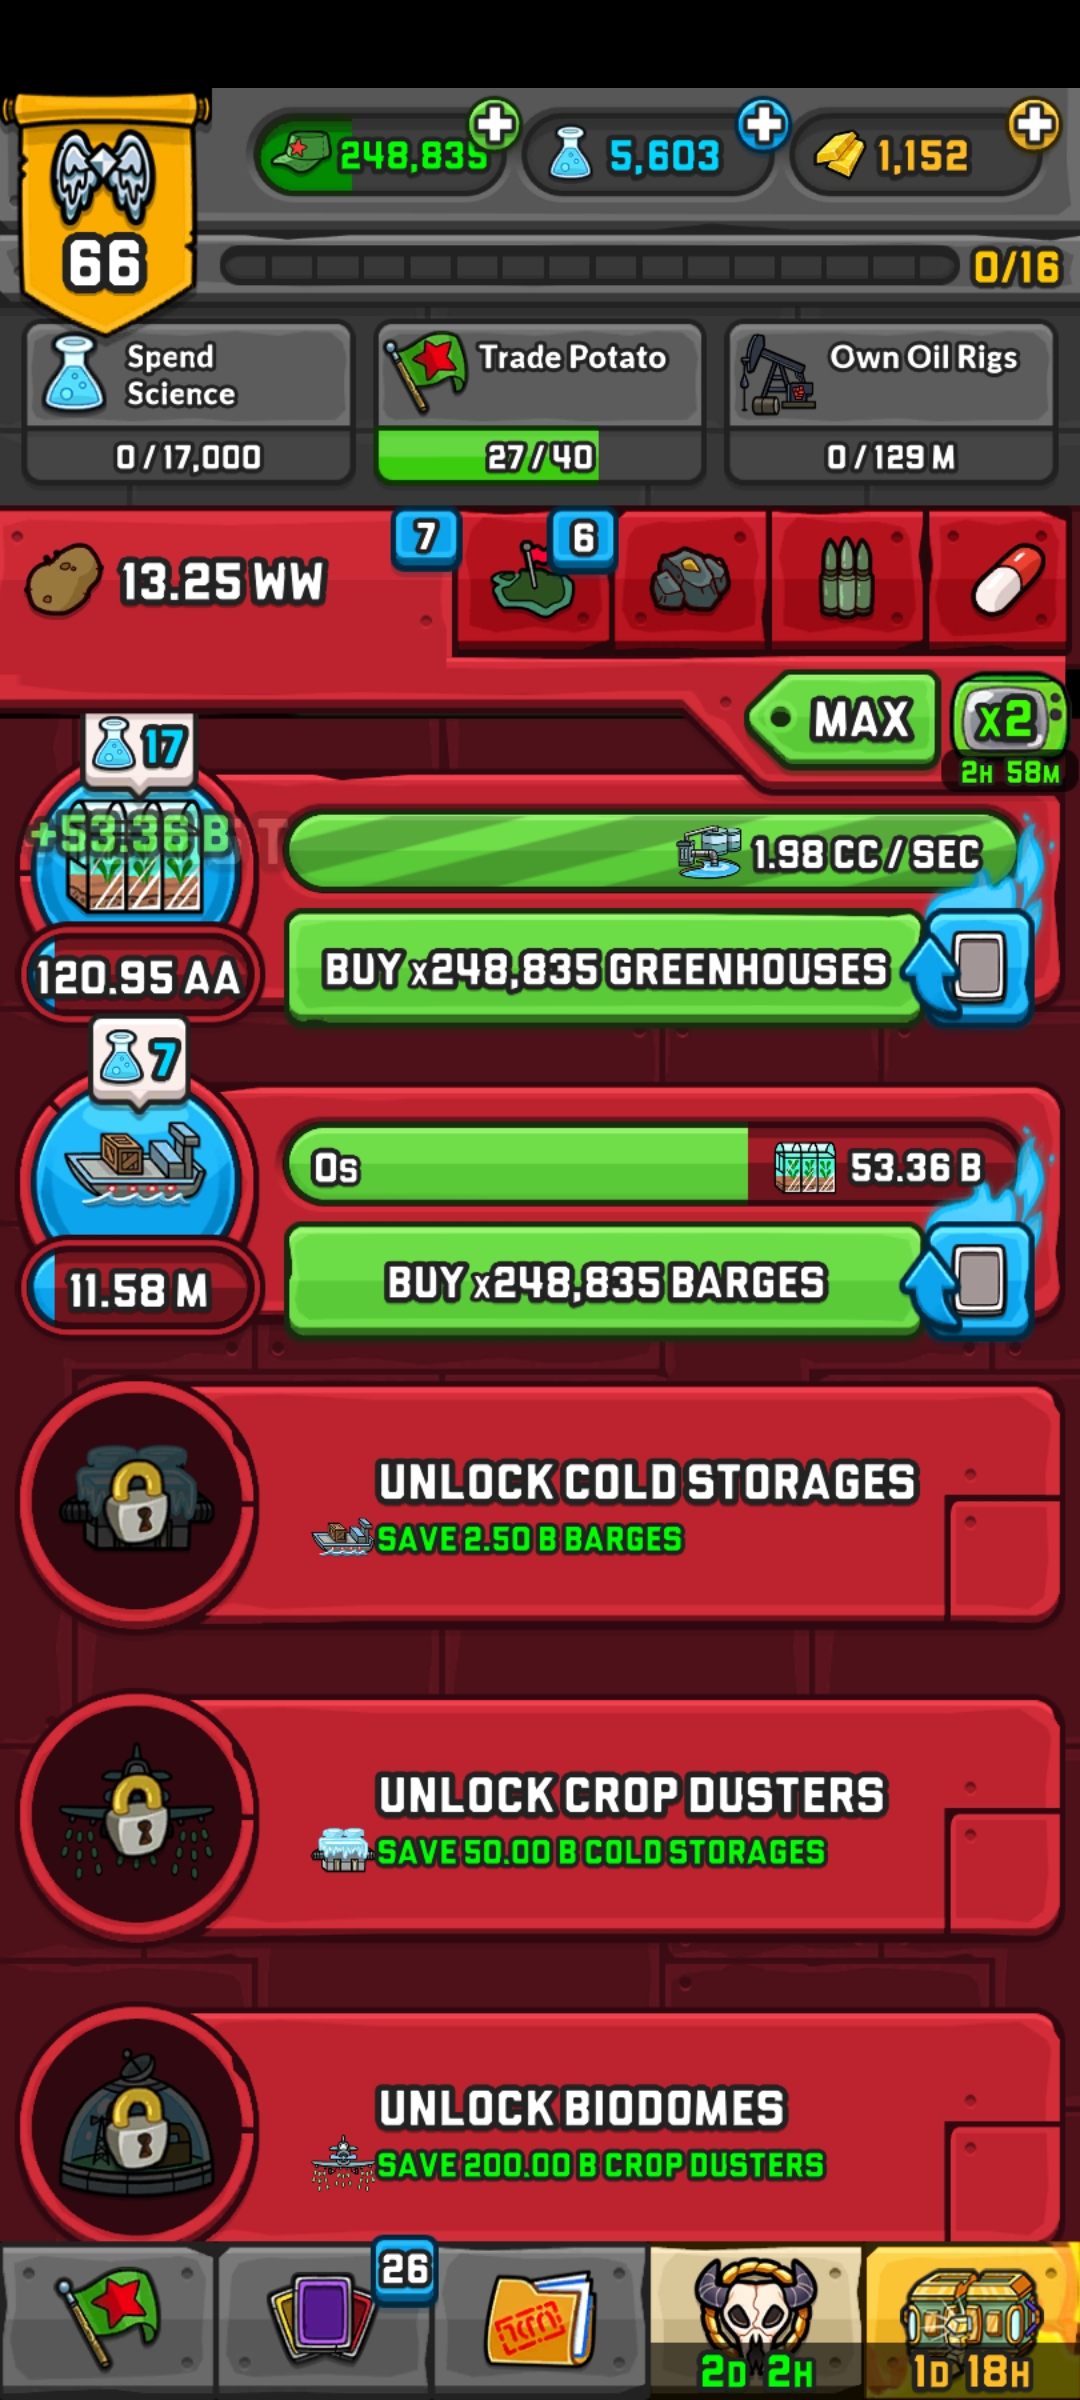 248,835
5,603
1,152
66
0/16
Spend
Science
0/17,000
Trade Potato
27/40
Own Oil Rigs
0/129 M
13.25 WW
7
6
MAX
x2
2H 58M
17
+53.36 B
1.98 CC/SEC
120.95 AA
BUY x248,835 GREENHOUSES
7
0s
53.36 B
11.58 M
BUY x248,835 BARGES
UNLOCK COLD STORAGES
SAVE 2.50 B BARGES
UNLOCK CROP DUSTERS
SAVE 50.00 B COLD STORAGES
UNLOCK BIODOMES
SAVE 200.00 B CROP DUSTERS
26
2D 2H
1D 18H